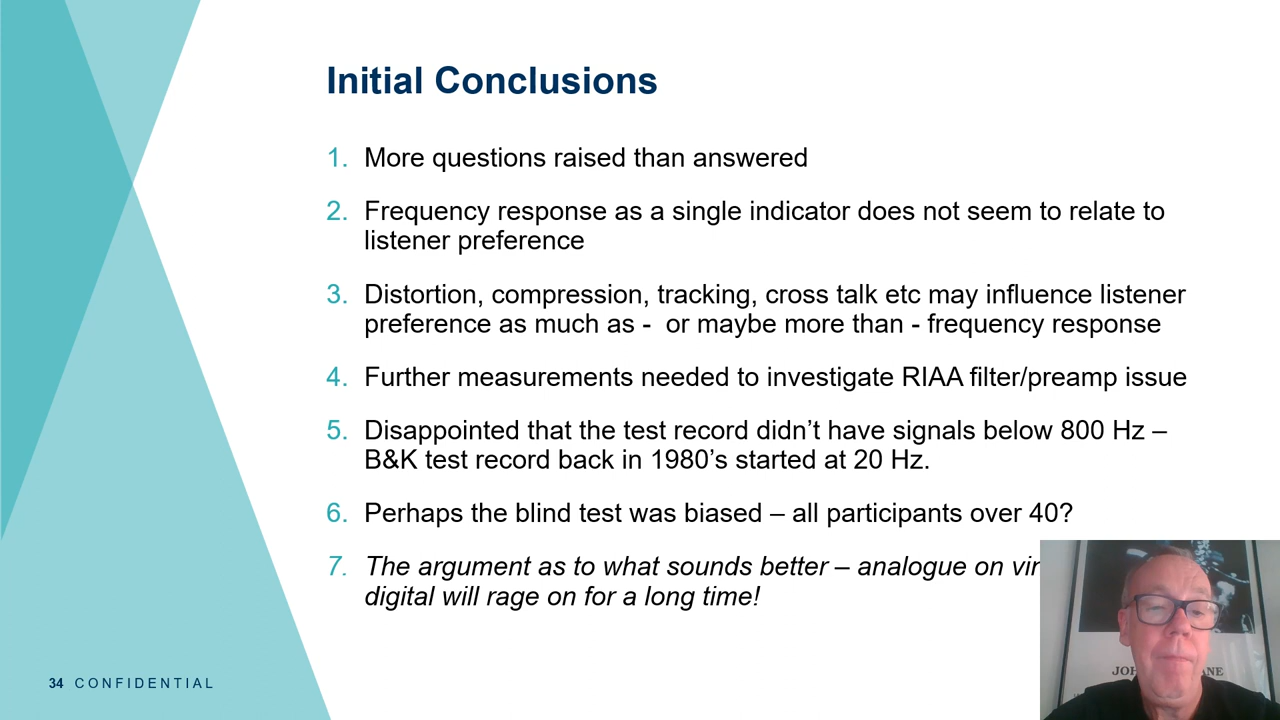 Initial Conclusions
1. More questions raised than answered
2. Frequency response as a single indicator does not seem to relate to
listener preference
3. Distortion, compression, tracking, cross talk etc may influence listener
preference as much as -  or maybe more than - frequency response
4. Further measurements needed to investigate RIAA filter/preamp issue
5. Disappointed that the test record didn’t have signals below 800 Hz –
B&K test record back in 1980’s started at 20 Hz.
6. Perhaps the blind test was biased – all participants over 40?
7. The argument as to what sounds better – analogue on
digital will rage on for a long time!
34 CONFIDENTIAL